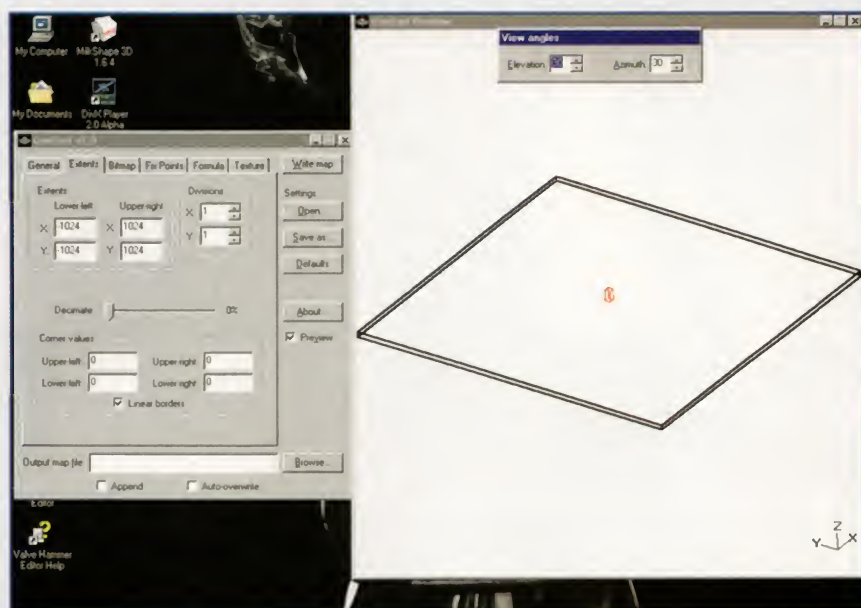 My Computer
MilkShape 3D
1.6.4
My Documents
DivX Player
2.0 Alpha
View angles
Elevation
Azimuth 30
General Extents Bitmap Fix Points Formula Texture
Write map
Extents
Lower left Upper right
X -1024 X 1024
Y -1024 Y 1024
Divisions
X 1
Y 1
Settings
Open
Save as...
Defaults
Decimate 0%
About...
Preview
Corner values
Upper left 0 Upper right 0
Lower left 0 Lower right 0
Linear borders
Output map file
Browse...
Append Auto-overwrite
Editor
Valve Hammer
Editor Help
Z
Y X